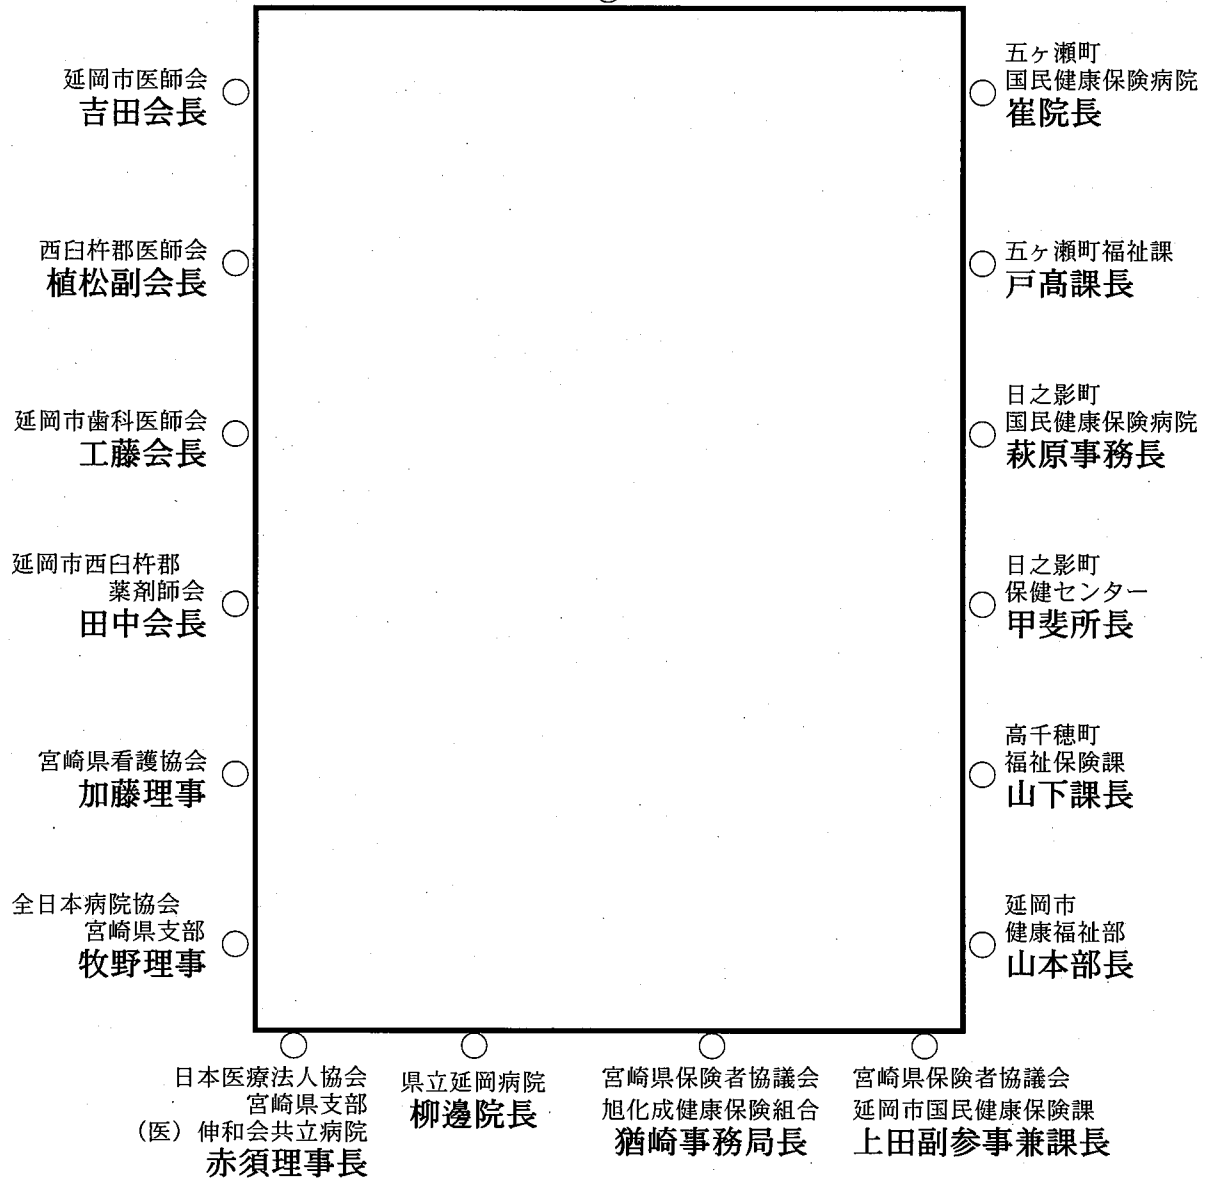 延岡市医師会
吉田会長
西臼杵郡医師会
植松副会長
延岡市歯科医師会
工藤会長
延岡市西臼杵郡
薬剤師会
田中会長
宮崎県看護協会
加藤理事
全日本病院協会
宮崎県支部
牧野理事
五ヶ瀬町
国民健康保険病院
崔院長
五ヶ瀬町福祉課
戸髙課長
日之影町
国民健康保険病院
萩原事務長
日之影町
保健センター
甲斐所長
高千穂町
福祉保険課
山下課長
延岡市
健康福祉部
山本部長
日本医療法人協会
宮崎県支部
（医）伸和会共立病院
赤須理事長
県立延岡病院
柳邊院長
宮崎県保険者協議会
旭化成健康保険組合
猶崎事務局長
宮崎県保険者協議会
延岡市国民健康保険課
上田副参事兼課長